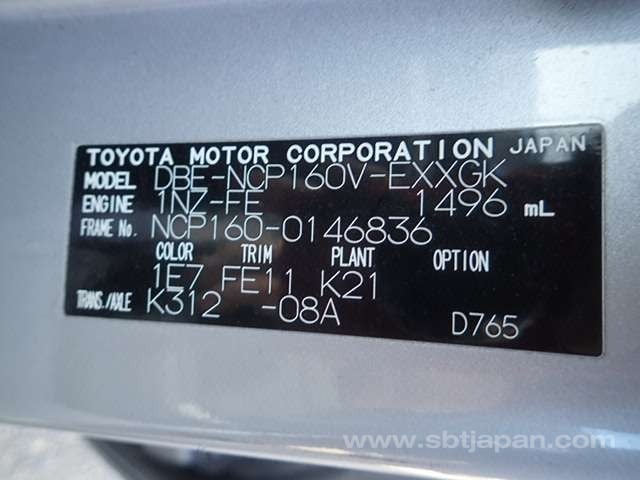 TOYOTA MOTOR CORPORATION JAPAN
MODEL DBE-NCP160V-EXXGK
ENGINE 1NZ-FE 1496 mL
FRAME No. NCP160-0146836
COLOR TRIM PLANT OPTION
1E7 FE11 K21
TRANS./AXLE K312 -08A
D765
www.sbtjapan.com